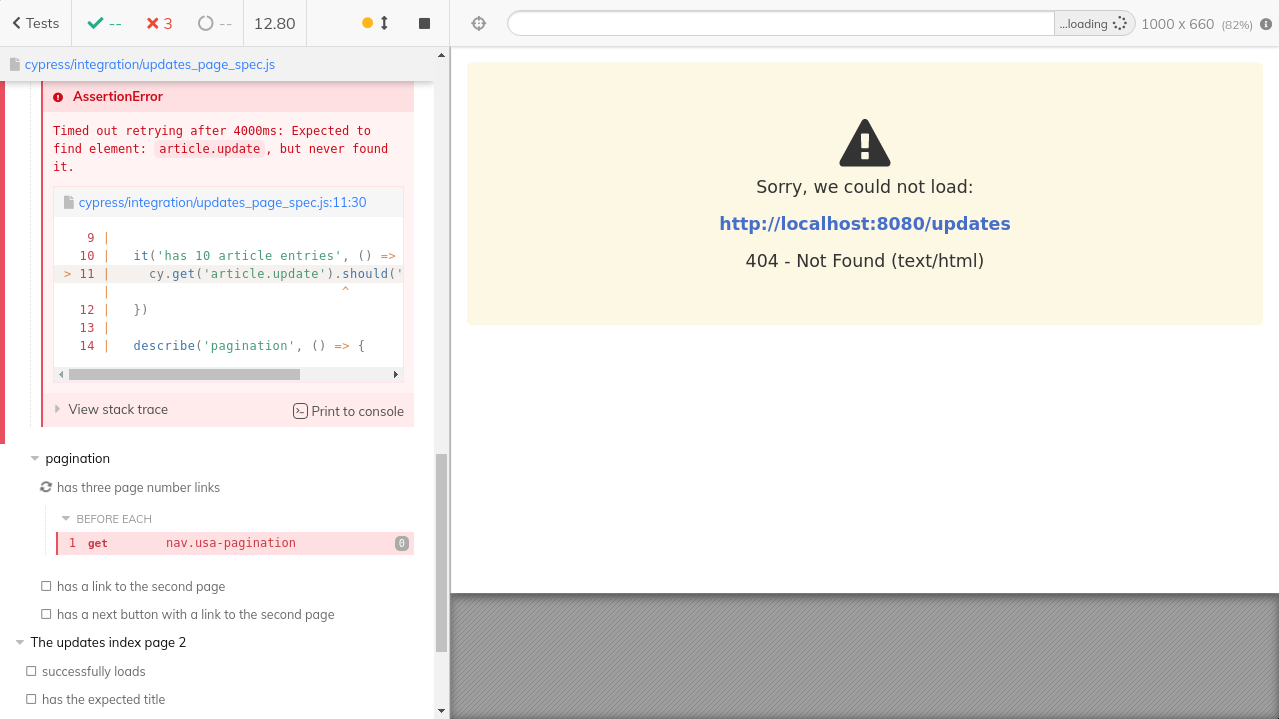 Tests
--
3
--
12.80
...loading
1000 x 660 (82%)
cypress/integration/updates_page_spec.js
AssertionError
Timed out retrying after 4000ms: Expected to
find element: article.update, but never found
it.
cypress/integration/updates_page_spec.js:11:30
9 |
10 | it('has 10 article entries', () =>
> 11 | cy.get('article.update').should('
| ^
12 | })
13 |
14 | describe('pagination', () => {
View stack trace
Print to console
pagination
has three page number links
BEFORE EACH
1 get nav.usa-pagination 0
has a link to the second page
has a next button with a link to the second page
The updates index page 2
successfully loads
has the expected title
Sorry, we could not load:
http://localhost:8080/updates
404 - Not Found (text/html)